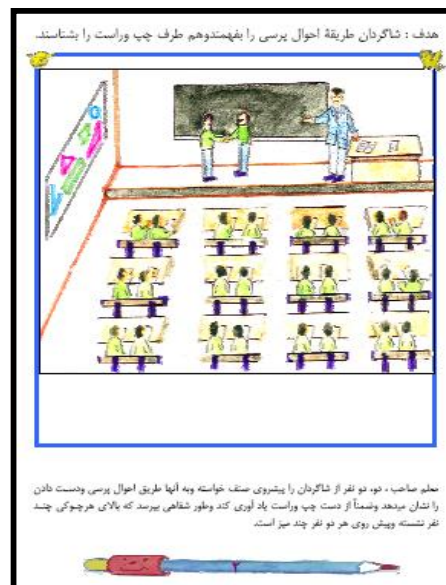 هدف : شاگردان طریقهٔ احوال پرسی را بفهمندوهم طرف چپ وراست را بشناسند.
معلم صاحب ، دو، دو نفر از شاگردان را پیشروی صنف خواسته وبه آنها طریق احوال پرسی ودست دادن
را نشان میدهد وضمناً از دست چپ وراست یاد آوری کند وطور شفاهی بپرسد که بالای هرچوکی چند
نفر نشسته وپیش روی هر دو نفر چند میز است.
۲